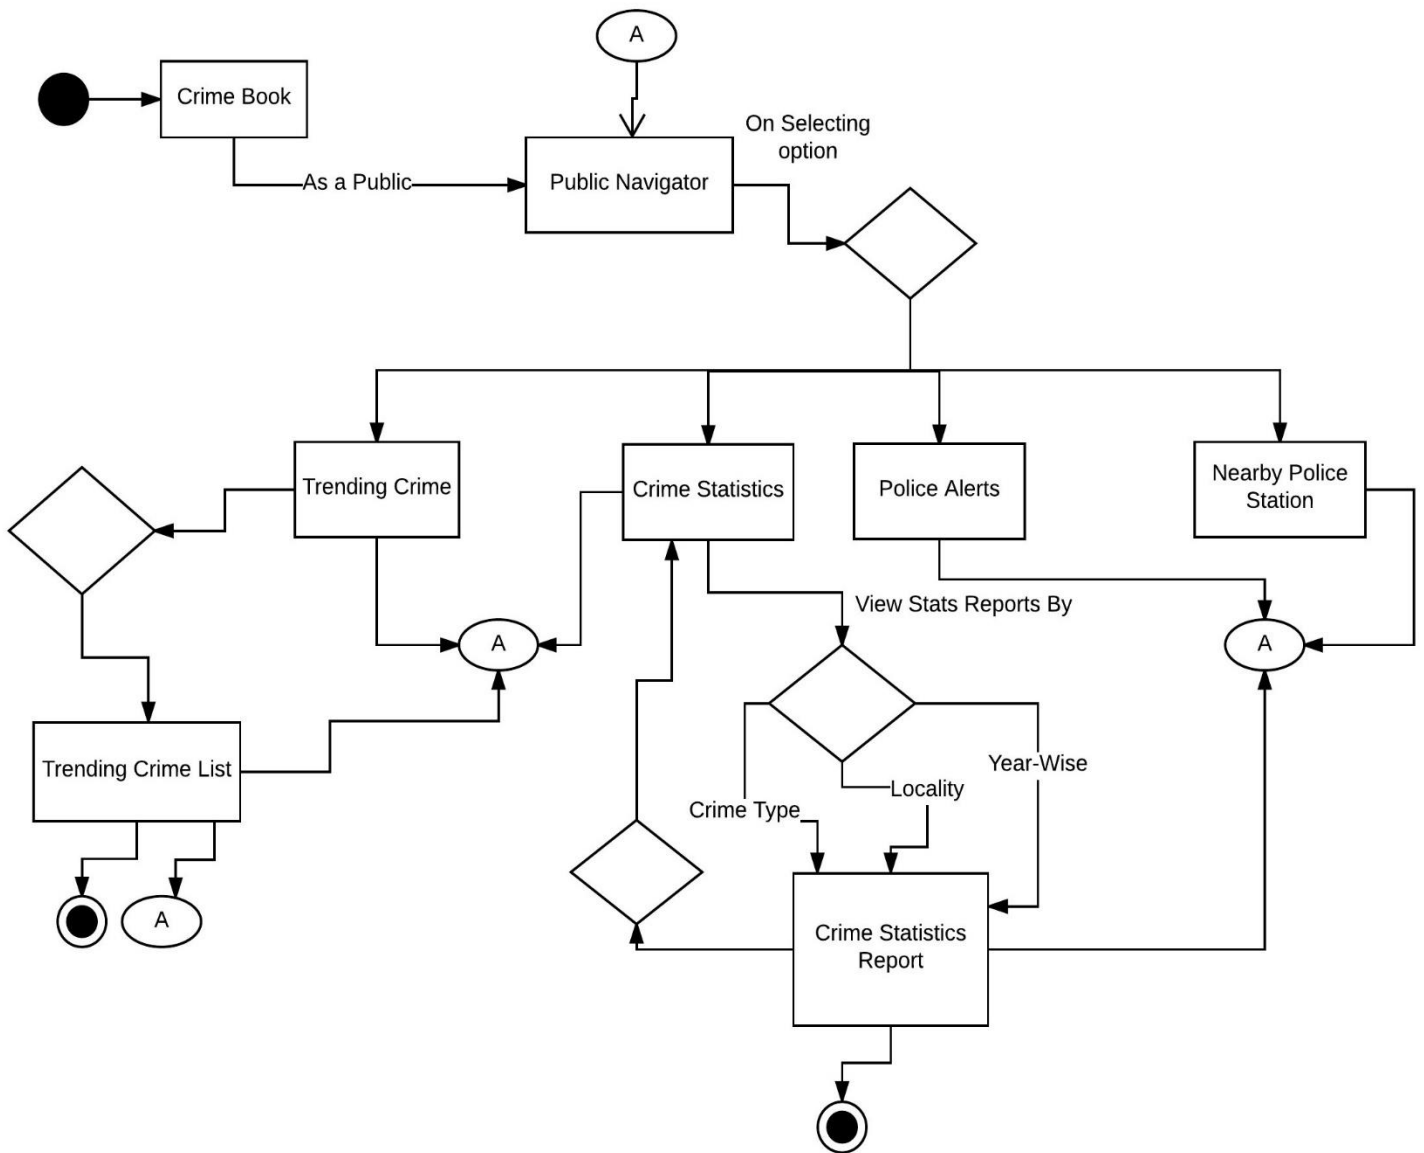 A
Crime Book
On Selecting
option
As a Public
Public Navigator
Trending Crime
Crime Statistics
Police Alerts
Nearby Police
Station
View Stats Reports By
A
A
Trending Crime List
Year-Wise
Locality
Crime Type
A
Crime Statistics
Report